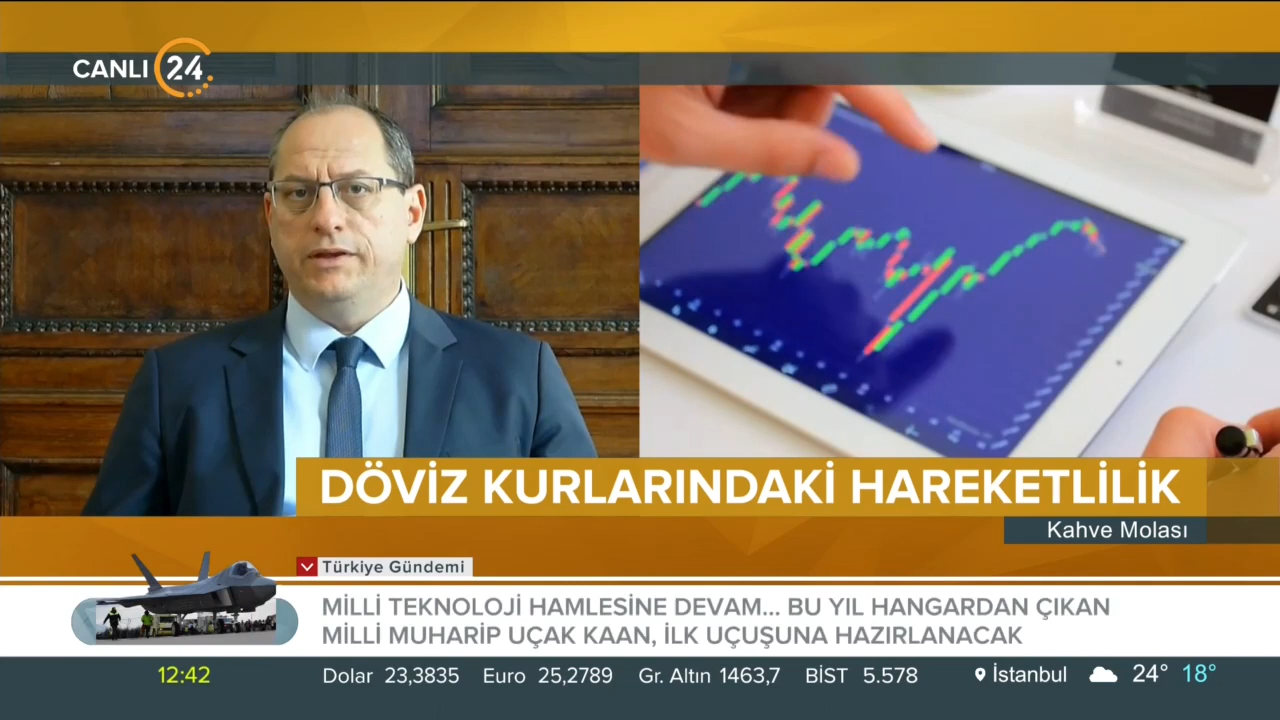 CANLI 24
DÖVİZ KURLARINDAKİ HAREKETLİLİK
Kahve Molası
Türkiye Gündemi
MİLLİ TEKNOLOJİ HAMLESİNE DEVAM... BU YIL HANGARDAN ÇIKAN
MİLLİ MUHARİP UÇAK KAAN, İLK UÇUŞUNA HAZIRLANACAK
12:42 Dolar 23,3835 Euro 25,2789 Gr. Altın 1463,7 BİST 5.578 İstanbul 24° 18°